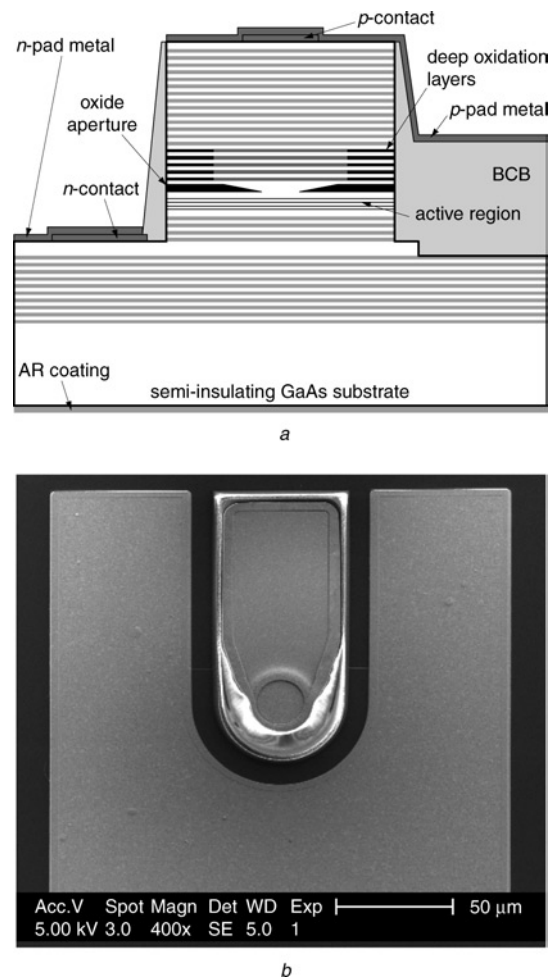 p-contact
n-pad metal
deep oxidation
layers
oxide
aperture
p-pad metal
n-contact
BCB
active region
AR coating
semi-insulating GaAs substrate
a
Acc.V Spot Magn Det WD Exp 50 µm
5.00 kV 3.0 400x SE 5.0 1
b